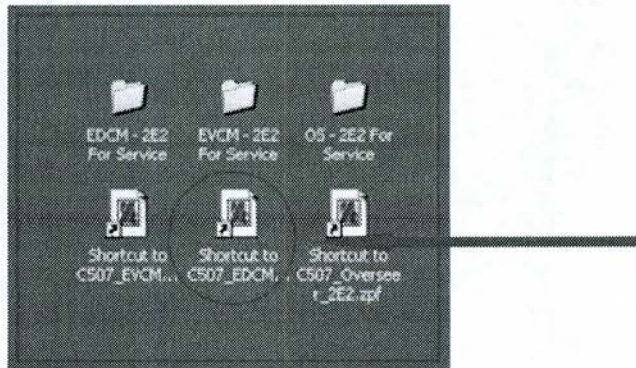 EDCM - 2E2
For Service
EVCM - 2E2
For Service
OS - 2E2 For
Service
Shortcut to
C507_EVCM...
Shortcut to
C507_EDCM...
Shortcut to
C507_Oversee
r_2E2.zpf